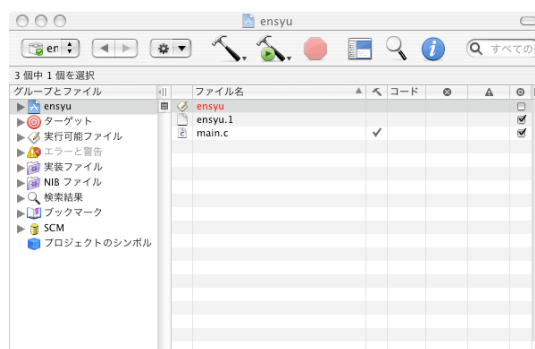 ensyu
en
すべての
3 個中 1 個を選択
グループとファイル
ファイル名
コード
ensyu
ensyu
ターゲット
ensyu.1
実行可能ファイル
main.c
エラーと警告
実装ファイル
NIB ファイル
検索結果
ブックマーク
SCM
プロジェクトのシンボル